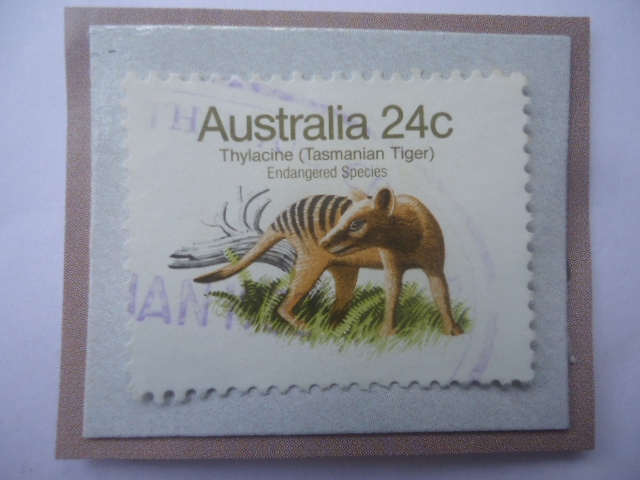 Australia 24c
Thylacine (Tasmanian Tiger)
Endangered Species